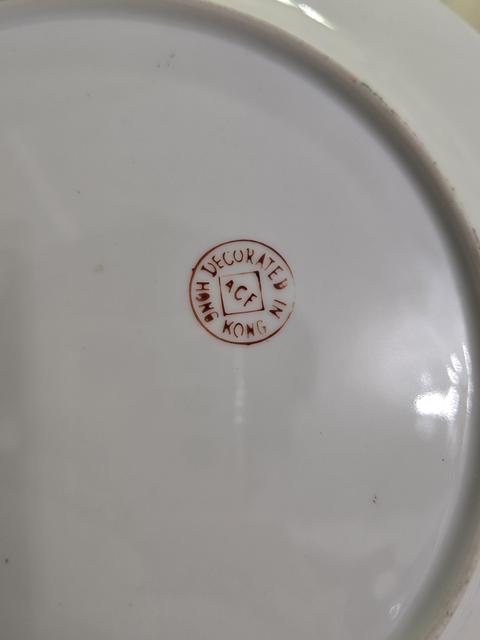 DECORATED IN
HONG KONG
ACF